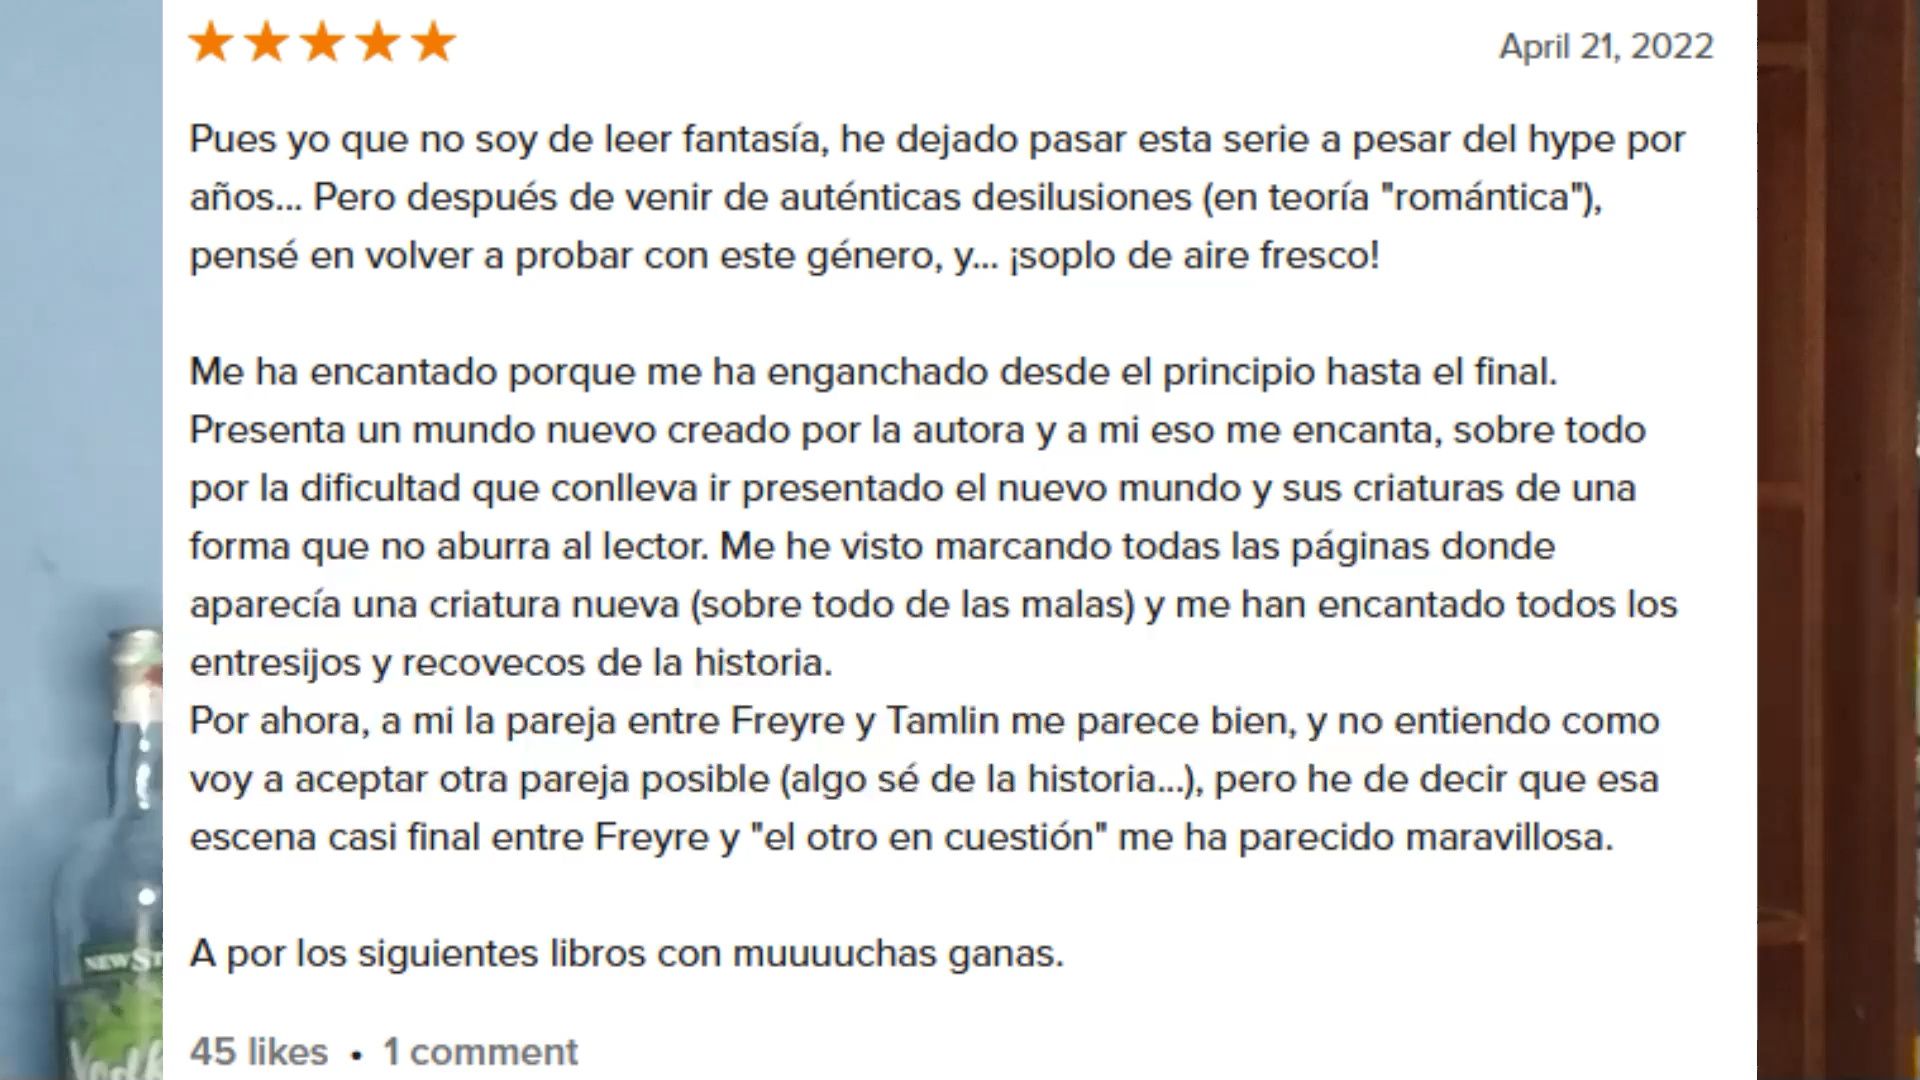 April 21, 2022
Pues yo que no soy de leer fantasía, he dejado pasar esta serie a pesar del hype por
años... Pero después de venir de auténticas desilusiones (en teoría "romántica"),
pensé en volver a probar con este género, y... ¡soplo de aire fresco!
Me ha encantado porque me ha enganchado desde el principio hasta el final.
Presenta un mundo nuevo creado por la autora y a mi eso me encanta, sobre todo
por la dificultad que conlleva ir presentado el nuevo mundo y sus criaturas de una
forma que no aburra al lector. Me he visto marcando todas las páginas donde
aparecía una criatura nueva (sobre todo de las malas) y me han encantado todos los
entresijos y recovecos de la historia.
Por ahora, a mi la pareja entre Freyre y Tamlin me parece bien, y no entiendo como
voy a aceptar otra pareja posible (algo sé de la historia...), pero he de decir que esa
escena casi final entre Freyre y "el otro en cuestión" me ha parecido maravillosa.
A por los siguientes libros con muuuuchas ganas.
45 likes • 1 comment
NEW